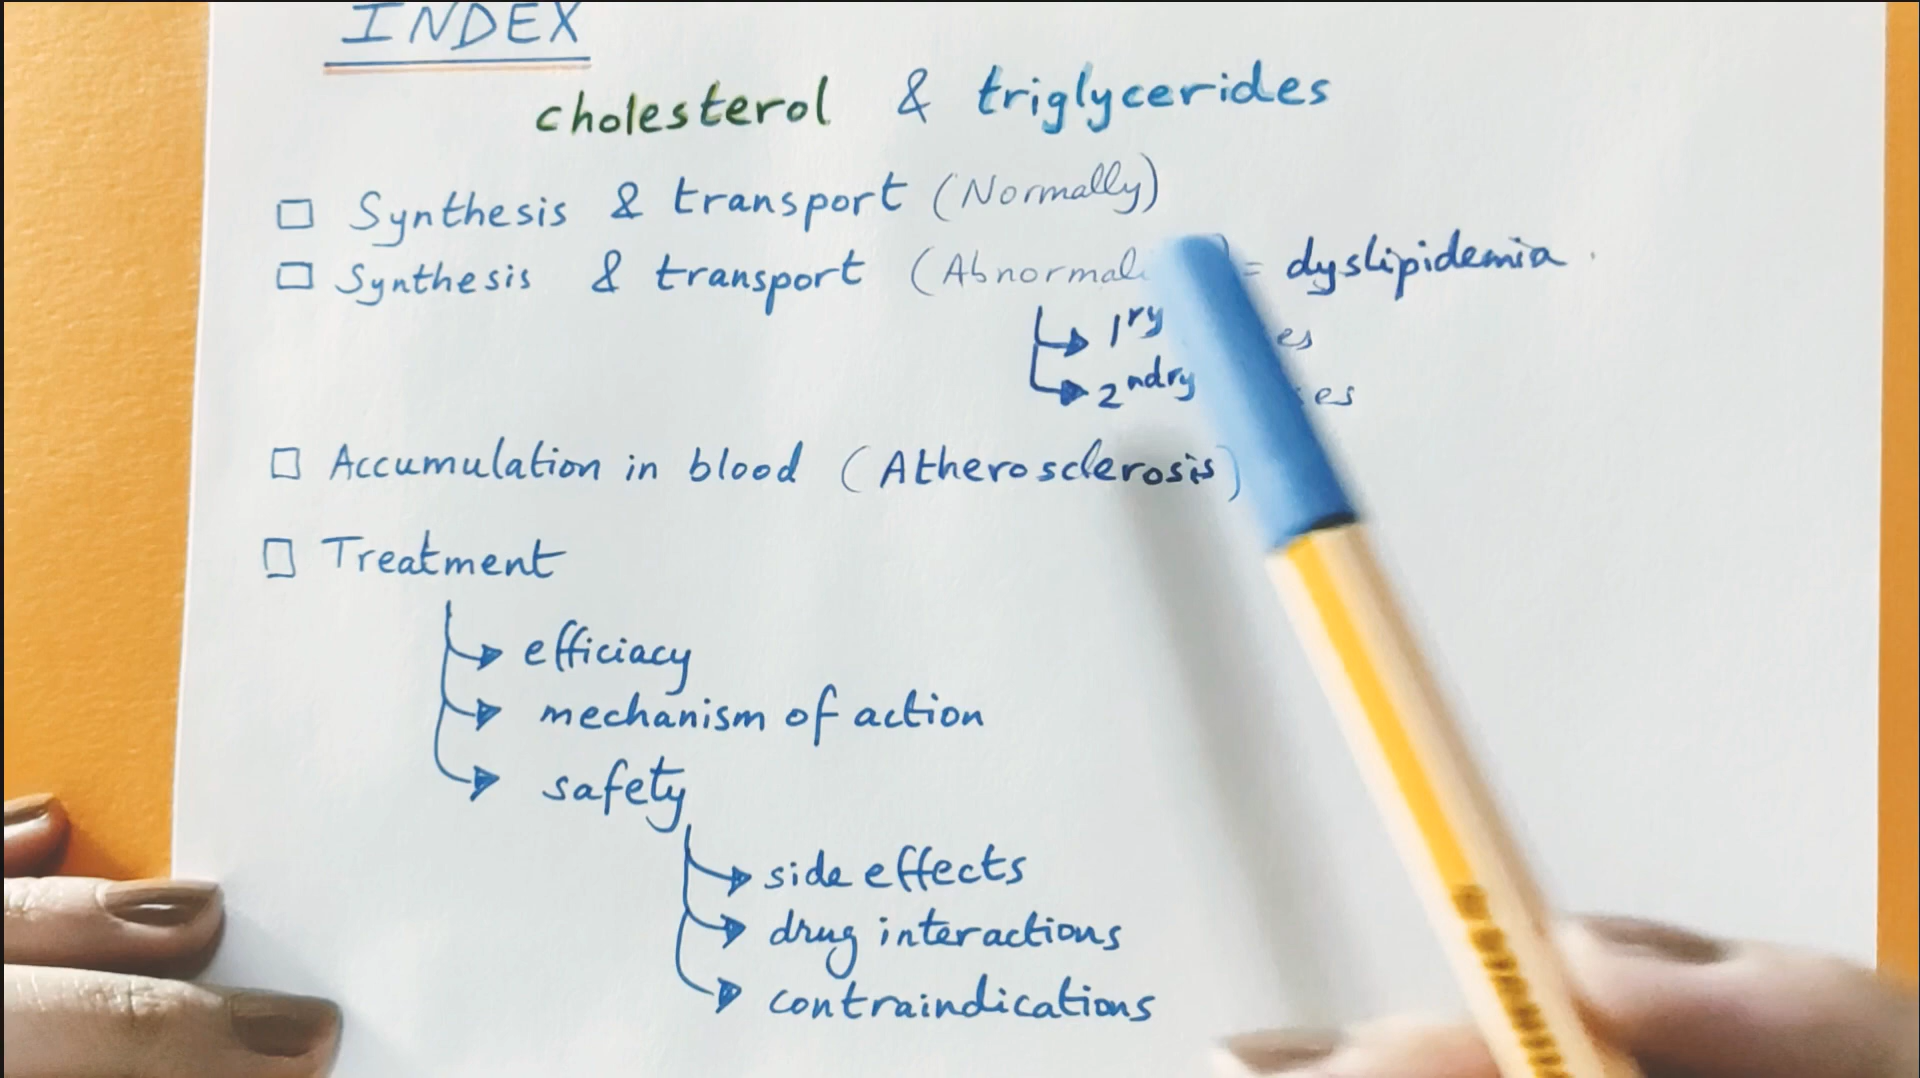 INDEX
cholesterol & triglycerides
Synthesis & transport (Normally)
Synthesis & transport ( ) = dyslipidemia.
1ry
2ndry
Accumulation in blood (Atherosclerosis)
Treatment
efficiacy
mechanism of action
safety
side effects
drug interactions
contraindications